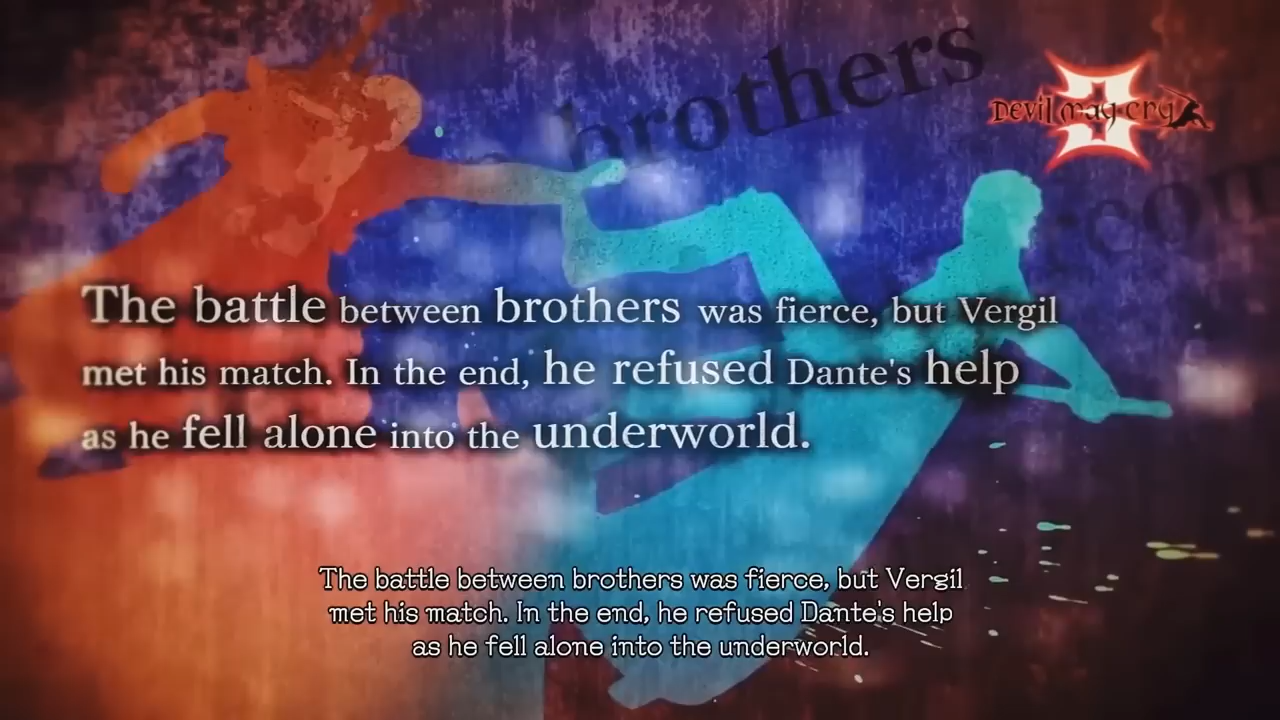 brothers
Devil may cry
3
con
The battle between brothers was fierce, but Vergil
met his match. In the end, he refused Dante's help
as he fell alone into the underworld.
The battle between brothers was fierce, but Vergil
met his match. In the end, he refused Dante's help
as he fell alone into the underworld.